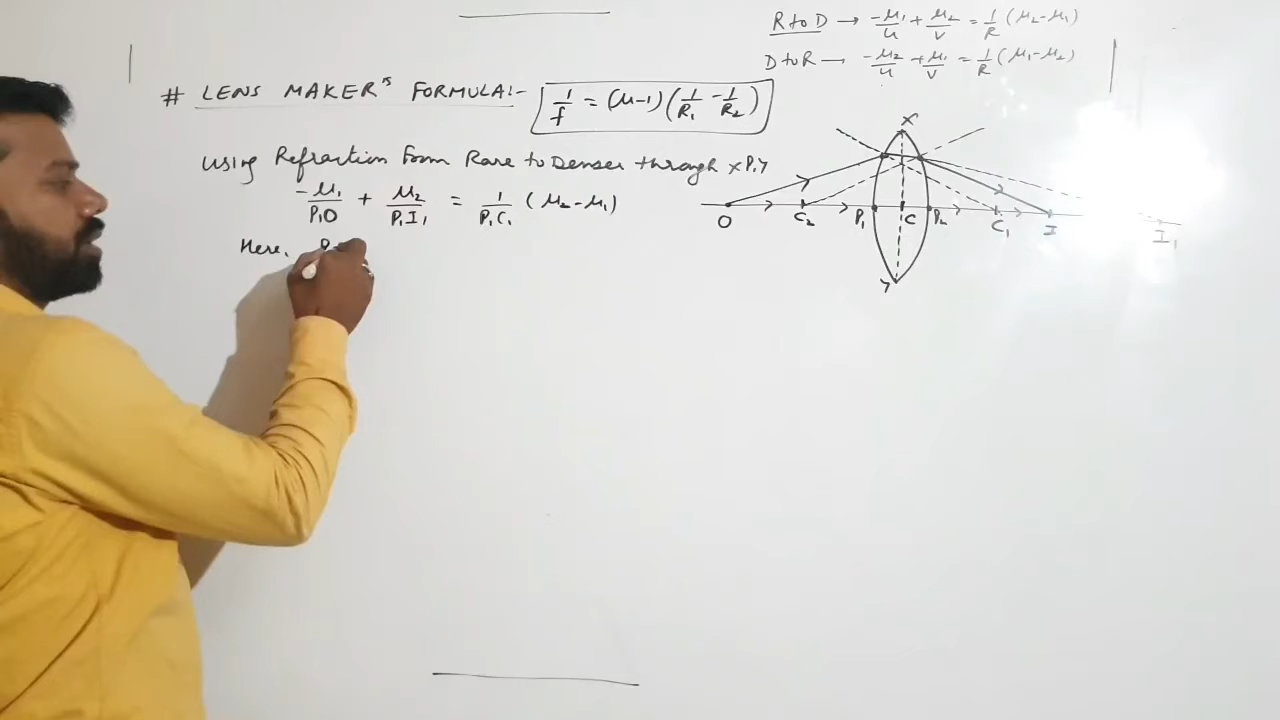 R to D → -μ₁/u + μ₂/v = 1/R (μ₂-μ₁)
D to R → -μ₂/u + μ₁/v = 1/R (μ₁-μ₂)
# LENS MAKER'S FORMULA:- 1/f = (μ-1)(1/R₁ - 1/R₂)
Using Refraction From Rare to Denser through XP₁Y
-μ₁/P₁O + μ₂/P₁I₁ = 1/P₁C₁ (μ₂-μ₁)
Here,
X
O C₂ P₁ C P₂ C₁ I I₁
Y